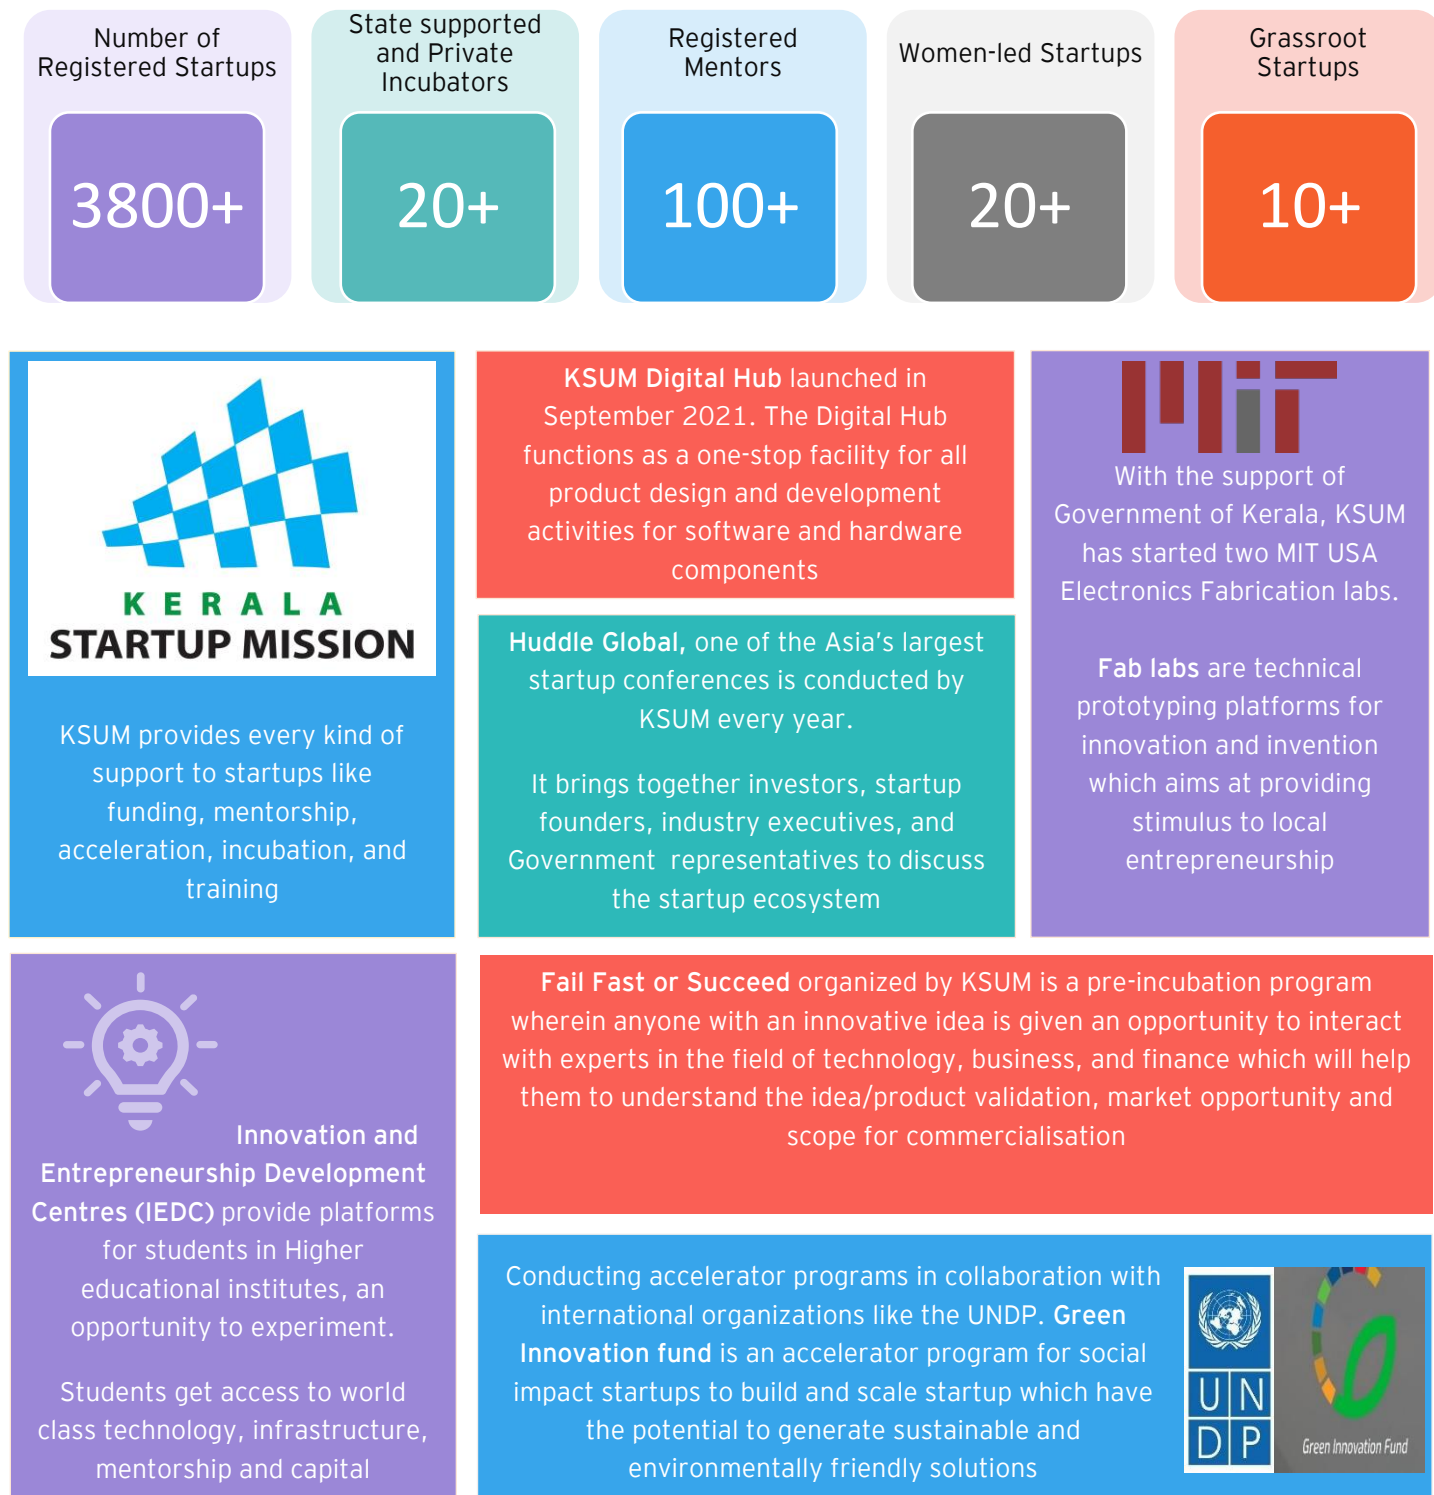 Number of
Registered Startups
3800+
State supported
and Private
Incubators
20+
Registered
Mentors
100+
Women-led Startups
20+
Grassroot
Startups
10+
KERALA
STARTUP MISSION
KSUM provides every kind of
support to startups like
funding, mentorship,
acceleration, incubation, and
training
KSUM Digital Hub launched in
September 2021. The Digital Hub
functions as a one-stop facility for all
product design and development
activities for software and hardware
components
Huddle Global, one of the Asia's largest
startup conferences is conducted by
KSUM every year.
It brings together investors, startup
founders, industry executives, and
Government representatives to discuss
the startup ecosystem
MIT
With the support of
Government of Kerala, KSUM
has started two MIT USA
Electronics Fabrication labs.
Fab labs are technical
prototyping platforms for
innovation and invention
which aims at providing
stimulus to local
entrepreneurship
Innovation and
Entrepreneurship Development
Centres (IEDC) provide platforms
for students in Higher
educational institutes, an
opportunity to experiment.
Students get access to world
class technology, infrastructure,
mentorship and capital
Fail Fast or Succeed organized by KSUM is a pre-incubation program
wherein anyone with an innovative idea is given an opportunity to interact
with experts in the field of technology, business, and finance which will help
them to understand the idea/product validation, market opportunity and
scope for commercialisation
Conducting accelerator programs in collaboration with
international organizations like the UNDP. Green
Innovation fund is an accelerator program for social
impact startups to build and scale startup which have
the potential to generate sustainable and
environmentally friendly solutions
UN
DP
Green Innovation Fund